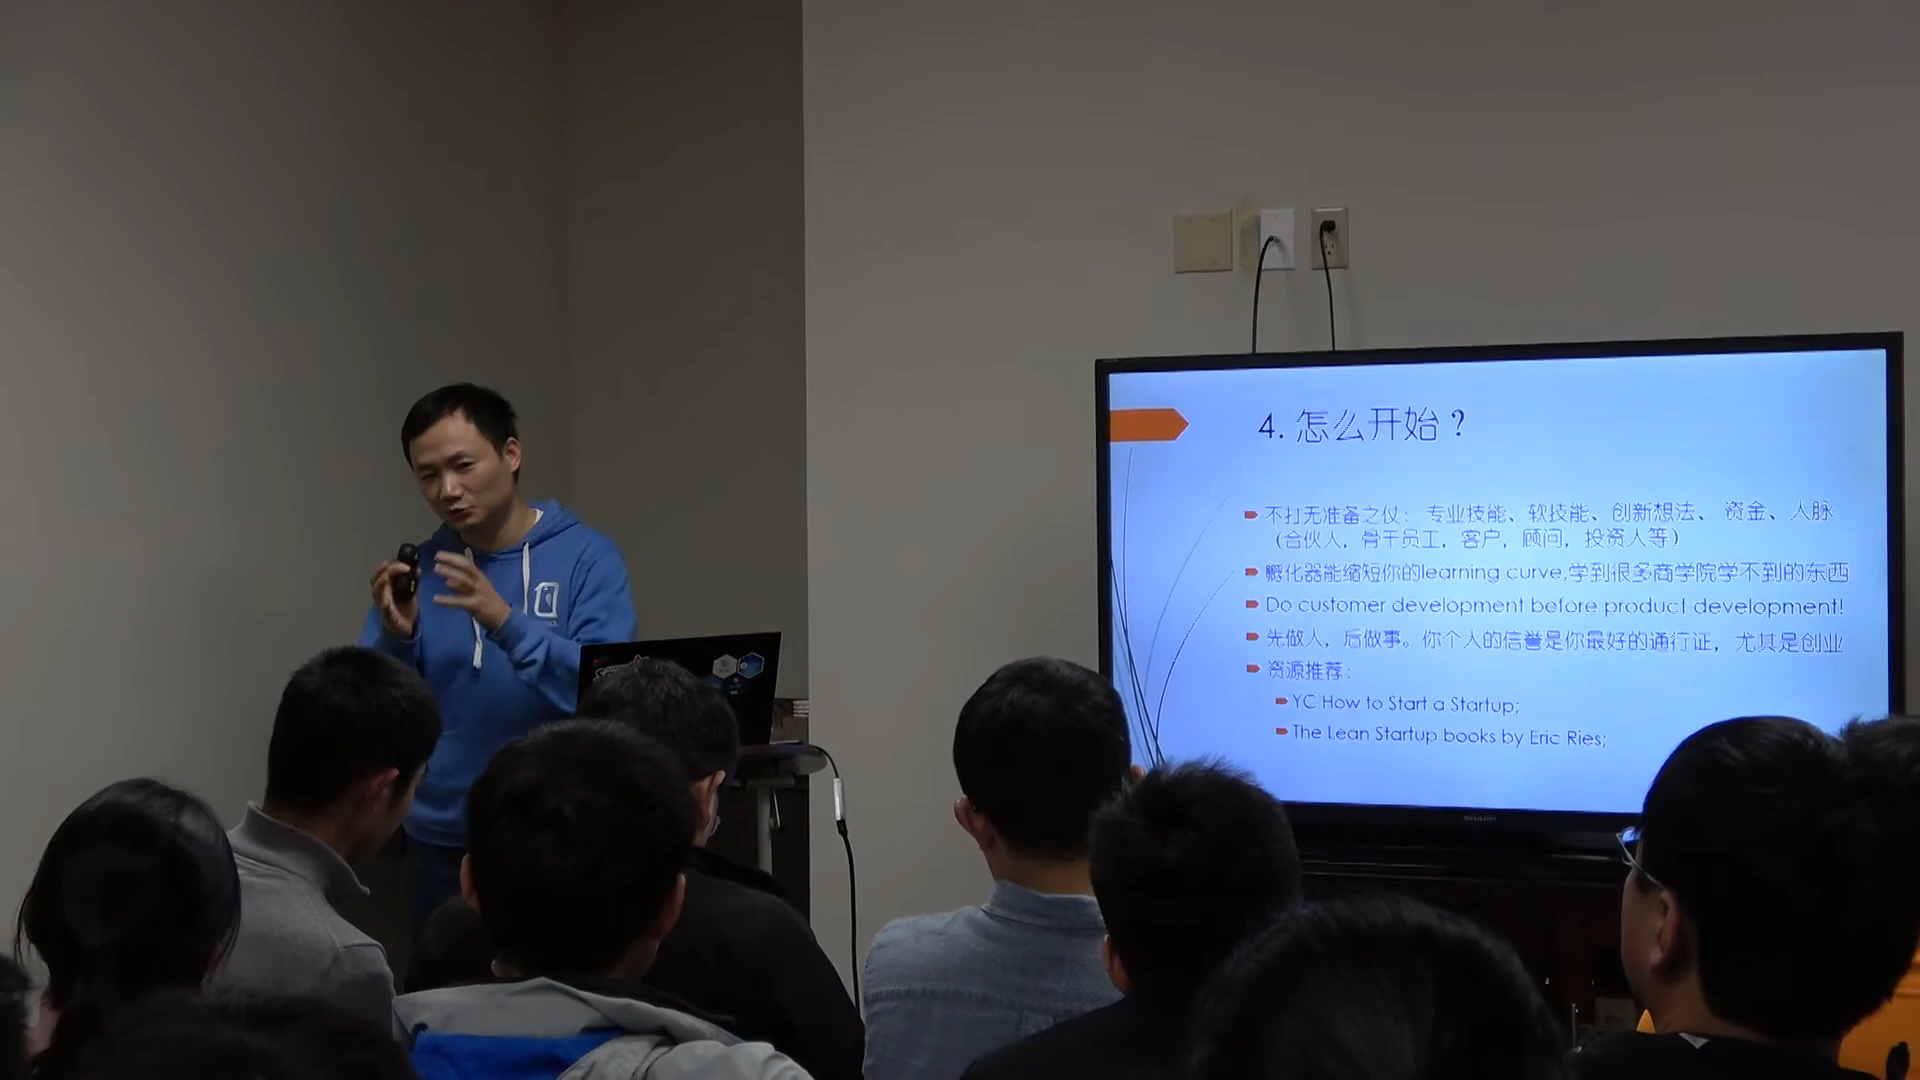 4. 怎么开始？
不打无准备之仗： 专业技能、软技能、创新想法、 资金、人脉
（合伙人，骨干员工，客户，顾问，投资人等）
孵化器能缩短你的learning curve,学到很多商学院学不到的东西
Do customer development before product development!
先做人，后做事。你个人的信誉是你最好的通行证，尤其是创业
资源推荐：
YC How to Start a Startup;
The Lean Startup books by Eric Ries;
SHARP